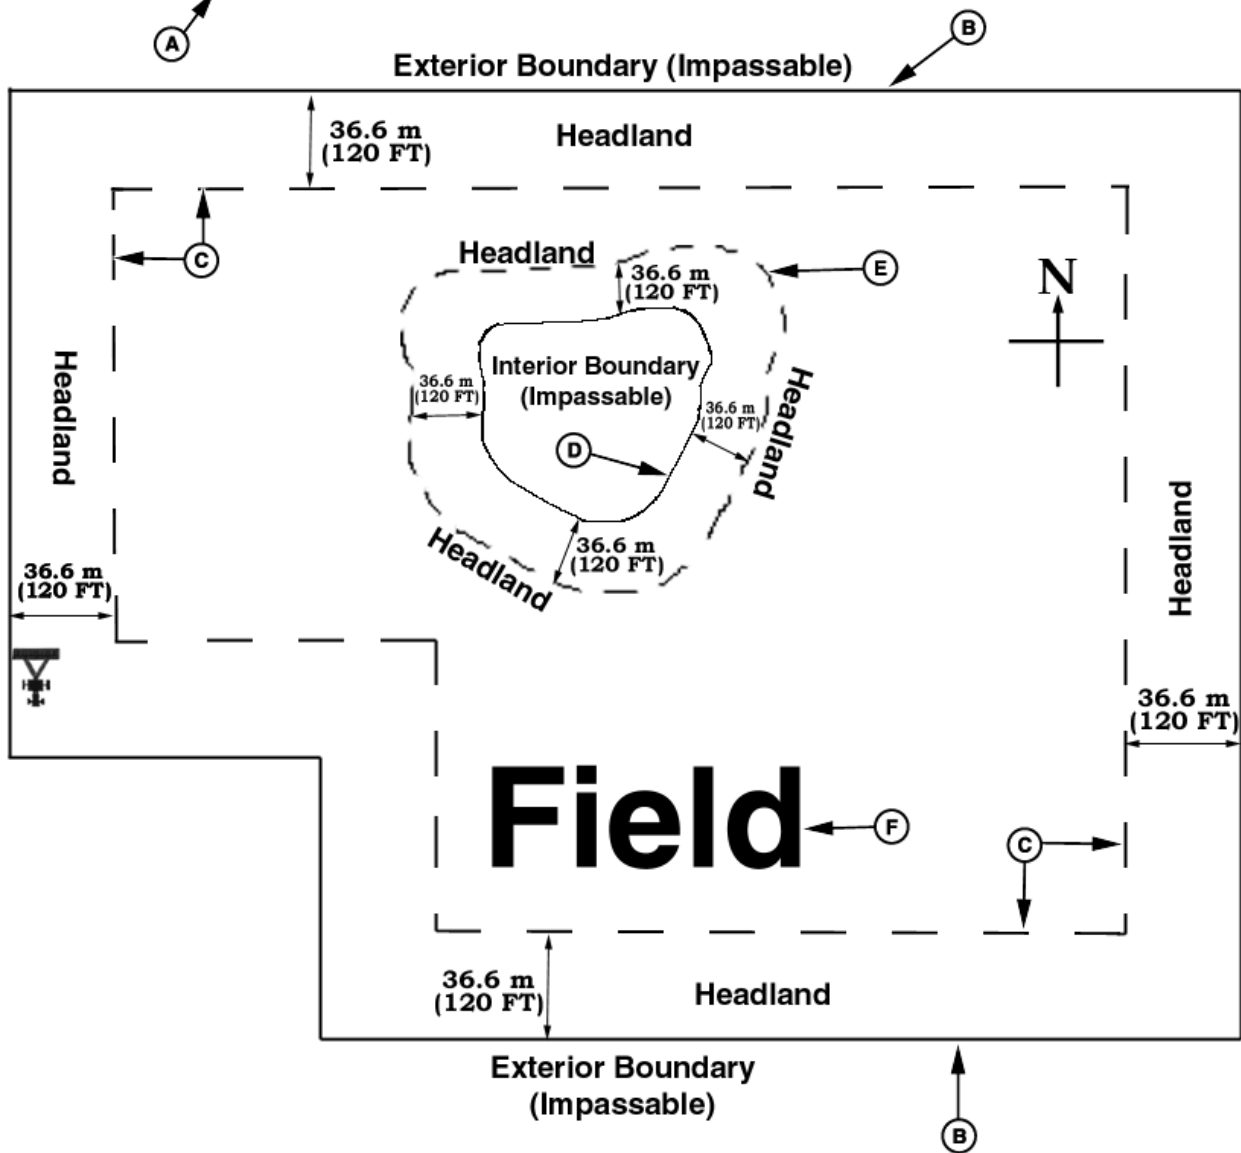 A
B
Exterior Boundary (Impassable)
36.6 m
(120 FT)
Headland
C
Headland
36.6 m
(120 FT)
E
N
Headland
Interior Boundary
(Impassable)
36.6 m
(120 FT)
36.6 m
(120 FT)
Headland
D
Headland
36.6 m
(120 FT)
Headland
36.6 m
(120 FT)
36.6 m
(120 FT)
Field
F
C
36.6 m
(120 FT)
Headland
Exterior Boundary
(Impassable)
B